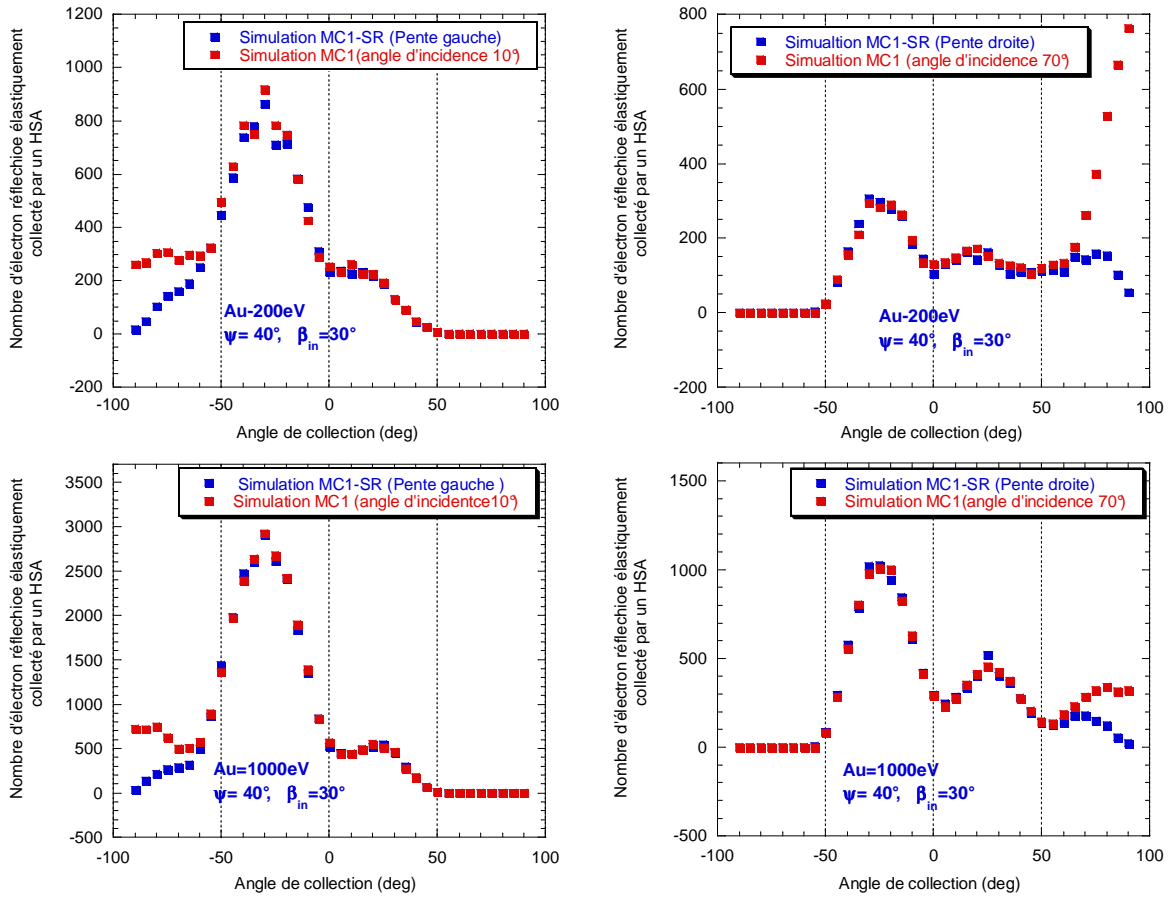 Simulation MC1-SR (Pente gauche)
Simulation MC1(angle d'incidence 10°)
Nombre d'électron réflechioe élastiquement
collecté par un HSA
1200
1000
800
600
400
200
0
-200
Au-200eV
ψ= 40°, β_in=30°
-100
-50
0
50
100
Angle de collection (deg)
Simualtion MC1-SR (Pente droite)
Simualtion MC1 (angle d'incidence 70°)
Nombre d'électron réflechioe élastiquement
collecté par un HSA
800
600
400
200
0
-200
Au-200eV
ψ= 40°, β_in=30°
-100
-50
0
50
100
Angle de collection (deg)
Simulation MC1-SR (Pente gauche )
Simulation MC1 (angle d'incidentce10°)
Nombre d'électron réflechioe élastiquement
collecté par un HSA
3500
3000
2500
2000
1500
1000
500
0
-500
Au=1000eV
ψ= 40°, β_in=30°
-100
-50
0
50
100
Angle de collection (deg)
Simulation MC1-SR (Pente droite)
Simulation MC1 (angle d'incidence 70°)
Nombre d'électron réflechioe élastiquement
collecté par un HSA
1500
1000
500
0
-500
Au=1000eV
ψ= 40°, β_in=30°
-100
-50
0
50
100
Angle de collection (deg)